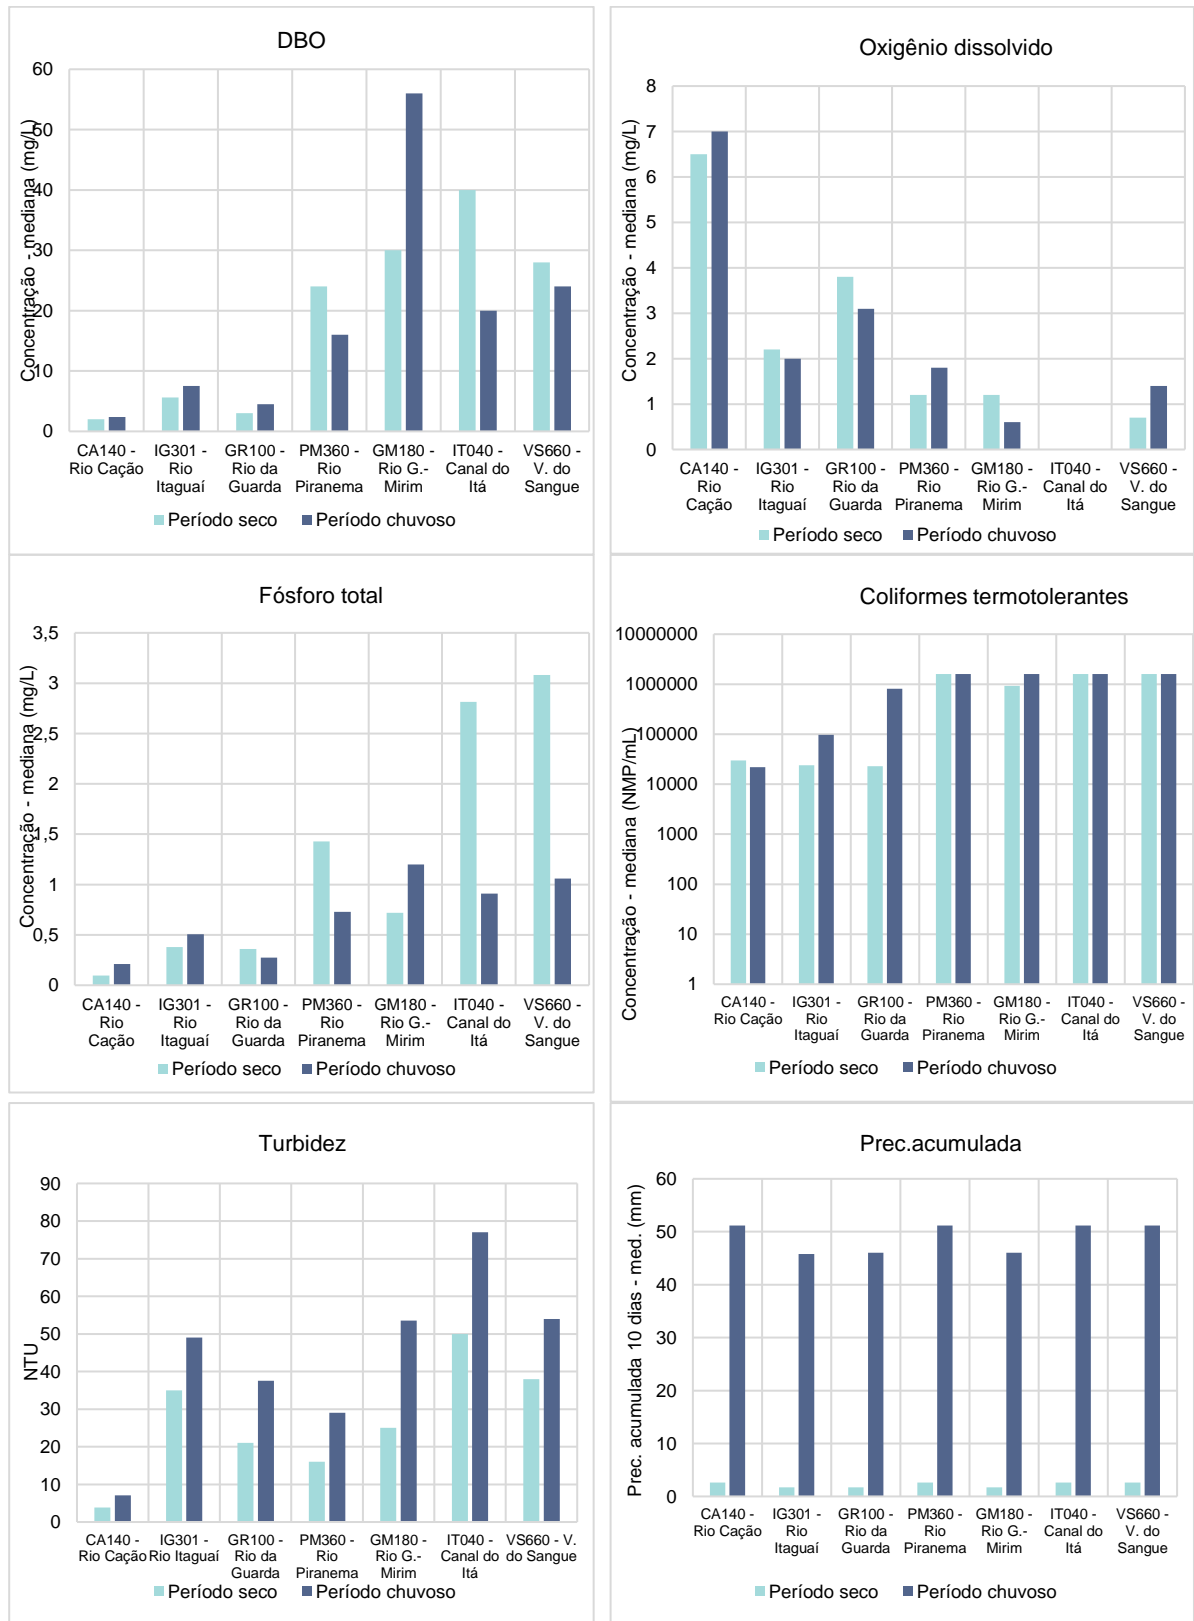 DBO
Concentração - mediana (mg/L)
60
50
40
30
20
10
0
CA140 - Rio Cação
IG301 - Rio Itaguaí
GR100 - Rio da Guarda
PM360 - Rio Piranema
GM180 - Rio G.- Mirim
IT040 - Canal do Itá
VS660 - V. do Sangue
Período seco
Período chuvoso
Oxigênio dissolvido
Concentração - mediana (mg/L)
8
7
6
5
4
3
2
1
0
CA140 - Rio Cação
IG301 - Rio Itaguaí
GR100 - Rio da Guarda
PM360 - Rio Piranema
GM180 - Rio G.- Mirim
IT040 - Canal do Itá
VS660 - V. do Sangue
Período seco
Período chuvoso
Fósforo total
Concentração - mediana (mg/L)
3,5
3
2,5
2
1,5
1
0,5
0
CA140 - Rio Cação
IG301 - Rio Itaguaí
GR100 - Rio da Guarda
PM360 - Rio Piranema
GM180 - Rio G.- Mirim
IT040 - Canal do Itá
VS660 - V. do Sangue
Período seco
Período chuvoso
Coliformes termotolerantes
Concentração - mediana (NMP/mL)
10000000
1000000
100000
10000
1000
100
10
1
CA140 - Rio Cação
IG301 - Rio Itaguaí
GR100 - Rio da Guarda
PM360 - Rio Piranema
GM180 - Rio G.- Mirim
IT040 - Canal do Itá
VS660 - V. do Sangue
Período seco
Período chuvoso
Turbidez
NTU
90
80
70
60
50
40
30
20
10
0
CA140 - Rio Cação
IG301 - Rio Itaguaí
GR100 - Rio da Guarda
PM360 - Rio Piranema
GM180 - Rio G.- Mirim
IT040 - Canal do Itá
VS660 - V. do Sangue
Período seco
Período chuvoso
Prec.acumulada
Prec. acumulada 10 dias - med. (mm)
60
50
40
30
20
10
0
CA140 - Rio Cação
IG301 - Rio Itaguaí
GR100 - Rio da Guarda
PM360 - Rio Piranema
GM180 - Rio G.- Mirim
IT040 - Canal do Itá
VS660 - V. do Sangue
Período seco
Período chuvoso